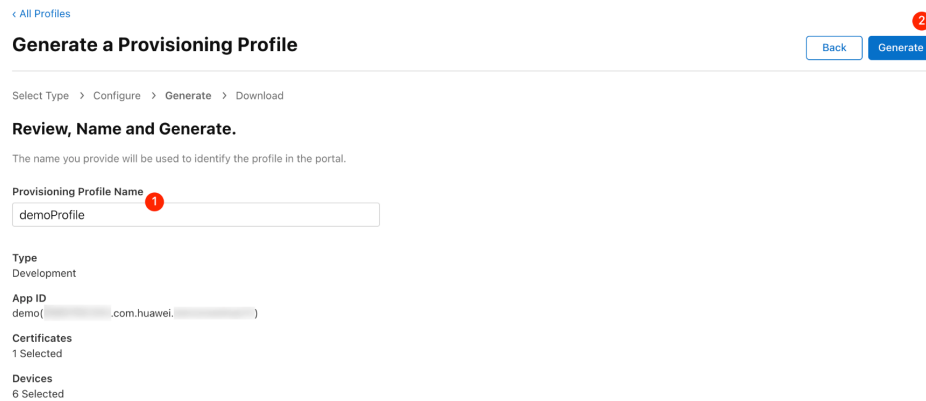 ‹ All Profiles
2
Generate a Provisioning Profile
Back Generate
Select Type > Configure > Generate > Download
Review, Name and Generate.
The name you provide will be used to identify the profile in the portal.
Provisioning Profile Name
1
demoProfile
Type
Development
App ID
demo( .com.huawei. )
Certificates
1 Selected
Devices
6 Selected